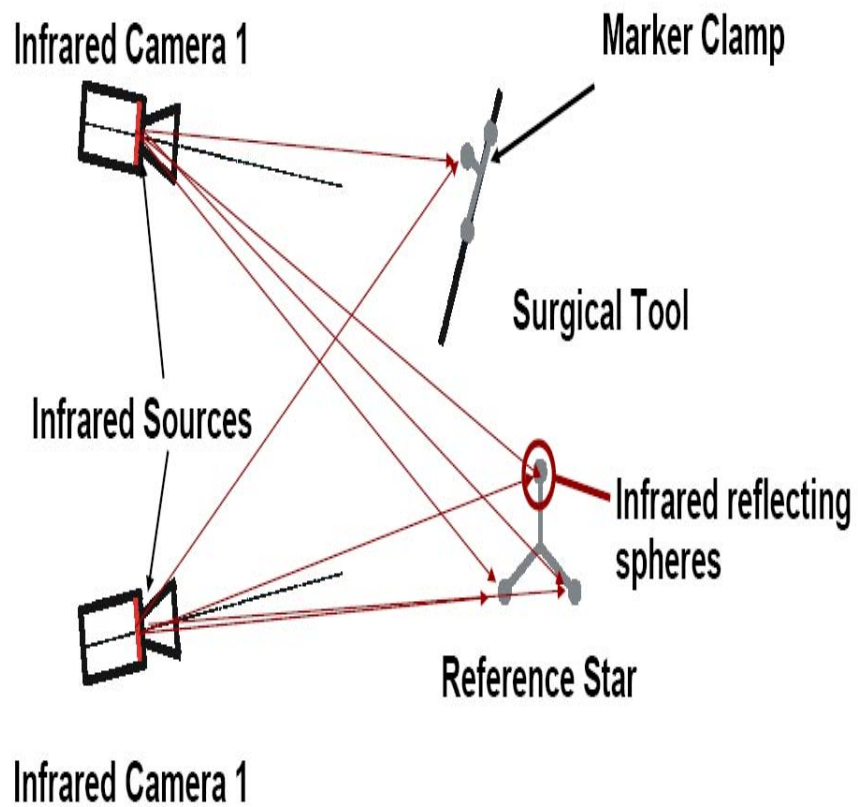 Infrared Camera 1
Marker Clamp
Surgical Tool
Infrared Sources
Infrared reflecting
spheres
Reference Star
Infrared Camera 1